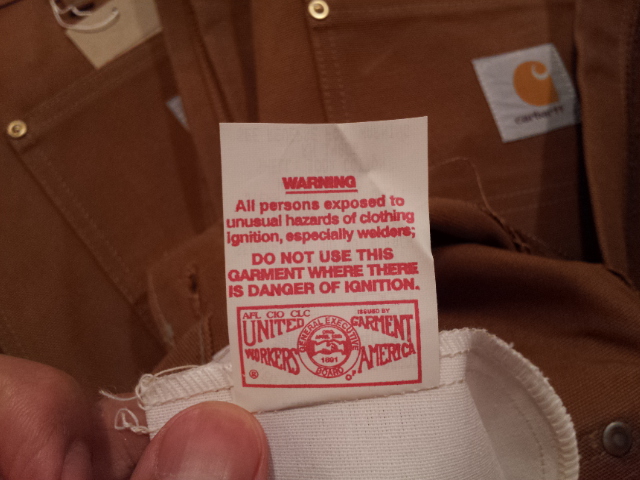 carhartt
WARNING
All persons exposed to
unusual hazards of clothing
ignition, especially welders;
DO NOT USE THIS
GARMENT WHERE THERE
IS DANGER OF IGNITION.
AFL CIO CLC
ISSUED BY
UNITED GARMENT
WORKERS OF AMERICA
GENERAL EXECUTIVE
BOARD
1891
®